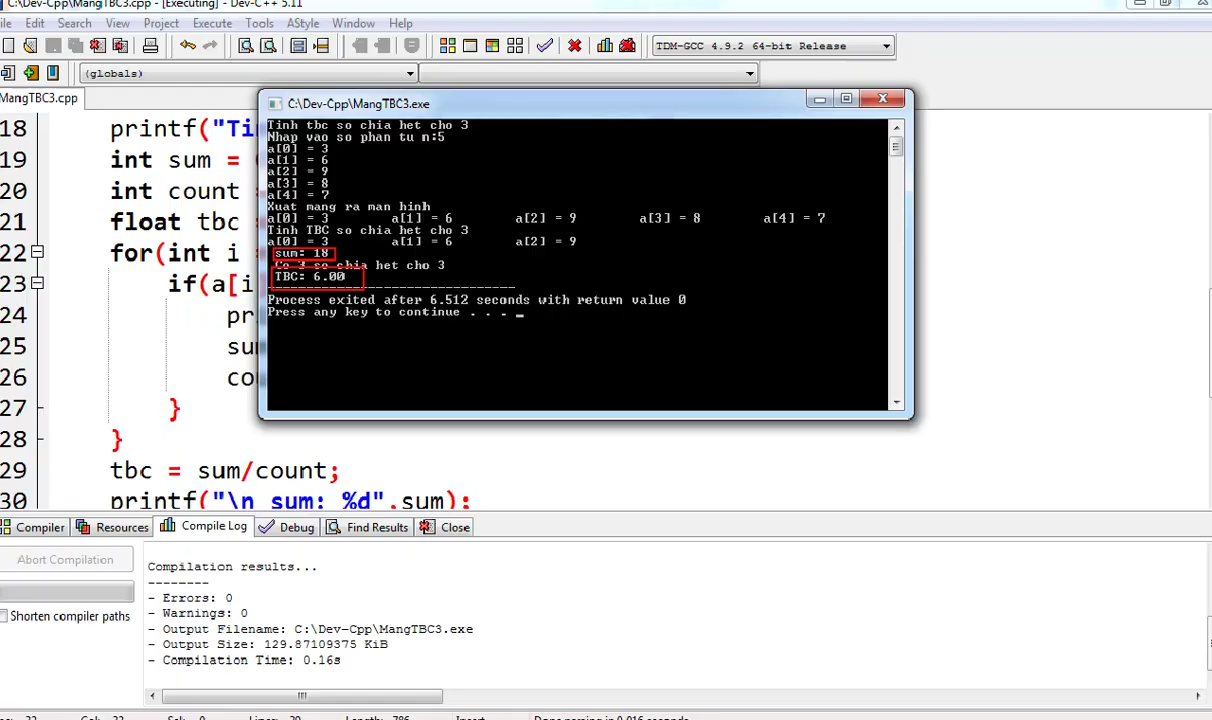 C:\Dev-Cpp\MangTBC3.cpp - [Executing] - Dev-C++ 5.11
Edit Search View Project Execute Tools AStyle Window Help
TDM-GCC 4.9.2 64-bit Release
(globals)
MangTBC3.cpp
C:\Dev-Cpp\MangTBC3.exe
Tinh tbc so chia het cho 3
Nhap vao so phan tu n:5
a[0] = 3
a[1] = 6
a[2] = 9
a[3] = 8
a[4] = 7
Xuat mang ra man hinh
a[0] = 3 a[1] = 6 a[2] = 9 a[3] = 8 a[4] = 7
Tinh TBC so chia het cho 3
a[0] = 3 a[1] = 6 a[2] = 9
sum: 18
Co 3 so chia het cho 3
TBC: 6.00
--------------------------------
Process exited after 6.512 seconds with return value 0
Press any key to continue . . . _
18 printf("
19 int sum =
20 int count
21 float tbc
22 for(int i
23 if(a[i
24
25
26
27 }
28 }
29 tbc = sum/count;
30 printf("\n sum: %d",sum);
Compiler Resources Compile Log Debug Find Results Close
Abort Compilation
Shorten compiler paths
Compilation results...
--------
- Errors: 0
- Warnings: 0
- Output Filename: C:\Dev-Cpp\MangTBC3.exe
- Output Size: 129.87109375 KiB
- Compilation Time: 0.16s